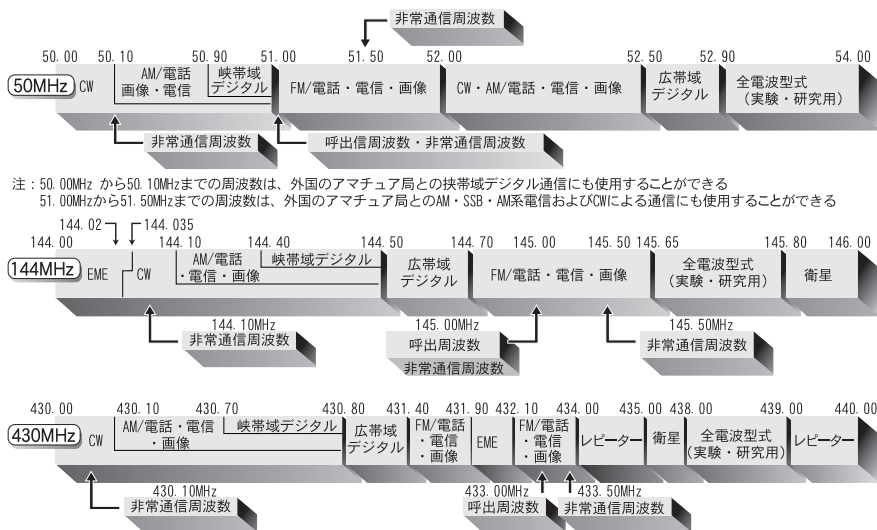 非常通信周波数
50.00 50.10 50.90 51.00 51.50 52.00 52.50 52.90 54.00
50MHz
CW
AM/電話
画像・電信
峡帯域
デジタル
FM/電話・電信・画像
CW・AM/電話・電信・画像
広帯域
デジタル
全電波型式
(実験・研究用)
非常通信周波数
呼出信周波数・非常通信周波数
注：50.00MHz から50.10MHzまでの周波数は、外国のアマチュア局との挟帯域デジタル通信にも使用することができる
51.00MHzから51.50MHzまでの周波数は、外国のアマチュア局とのAM・SSB・AM系電信およびCWによる通信にも使用することができる
144.02 144.035
144.00 144.10 144.40 144.50 144.70 145.00 145.50 145.65 145.80 146.00
144MHz
EME
CW
AM/電話
・電信・画像
峡帯域デジタル
広帯域
デジタル
FM/電話・電信・画像
全電波型式
(実験・研究用)
衛星
144.10MHz
非常通信周波数
145.00MHz
呼出周波数
非常通信周波数
145.50MHz
非常通信周波数
430.00 430.10 430.70 430.80 431.40 431.90 432.10 434.00 435.00 438.00 439.00 440.00
430MHz
CW
AM/電話・電信
・画像
峡帯域デジタル
広帯域
デジタル
FM/電話
・電信
・画像
EME
FM/電話
・電信
・画像
レピーター
衛星
全電波型式
(実験・研究用)
レピーター
430.10MHz
非常通信周波数
433.00MHz
呼出周波数
433.50MHz
非常通信周波数